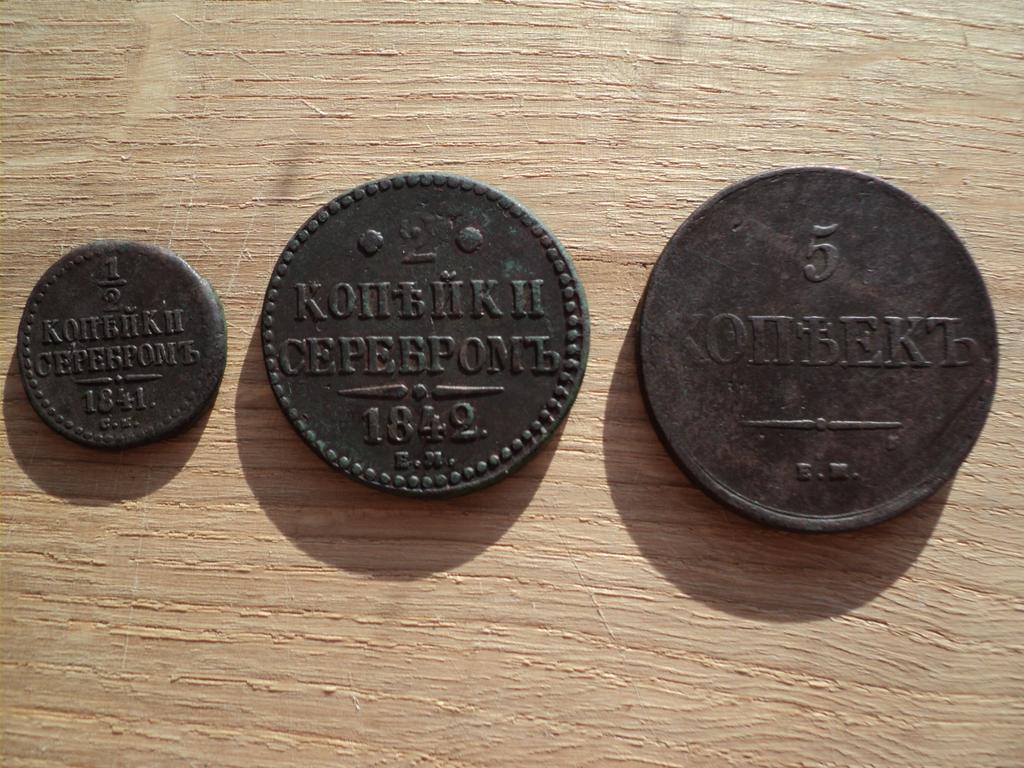 1
2
КОПѢЙКИ
СЕРЕБРОМЪ
1841.
С.М.
2
КОПѢЙКИ
СЕРЕБРОМЪ
1842.
Е.М.
5
КОПѢЕКЪ
Е.М.